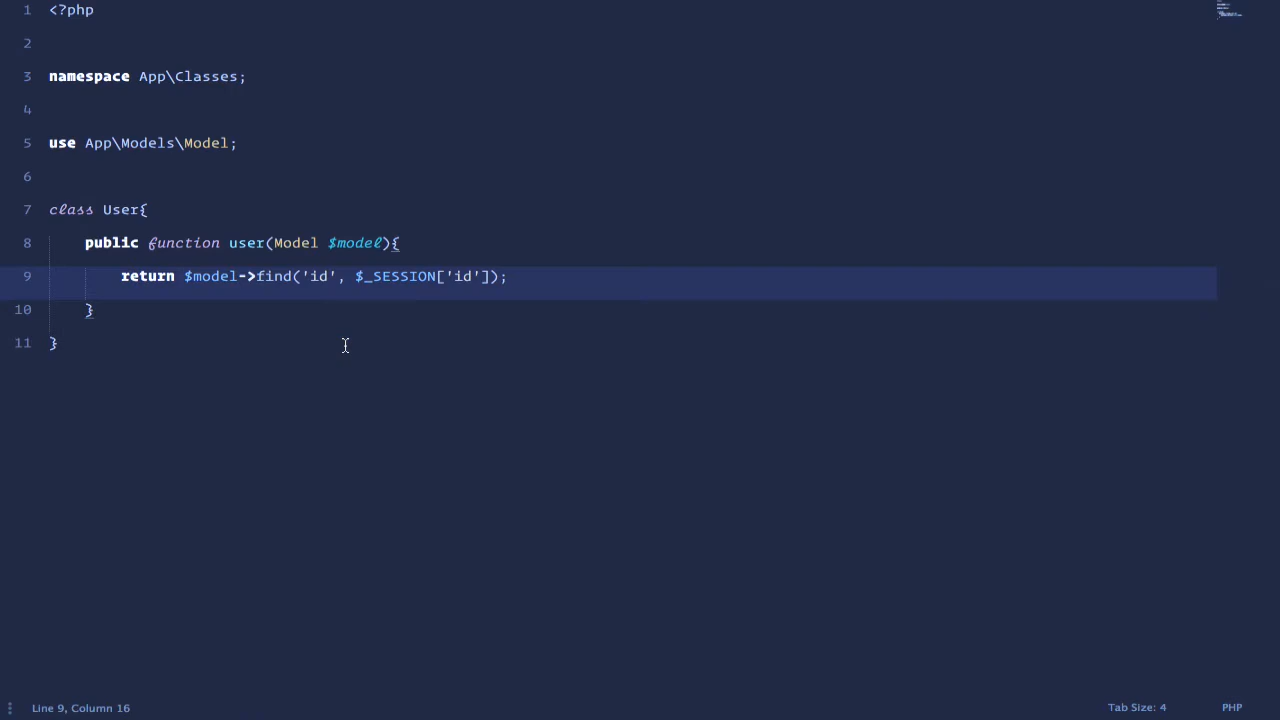 1 <?php
2
3 namespace App\Classes;
4
5 use App\Models\Model;
6
7 class User{
8 public function user(Model $model){
9 return $model->find('id', $_SESSION['id']);
10 }
11 }
Line 9, Column 16 Tab Size: 4 PHP